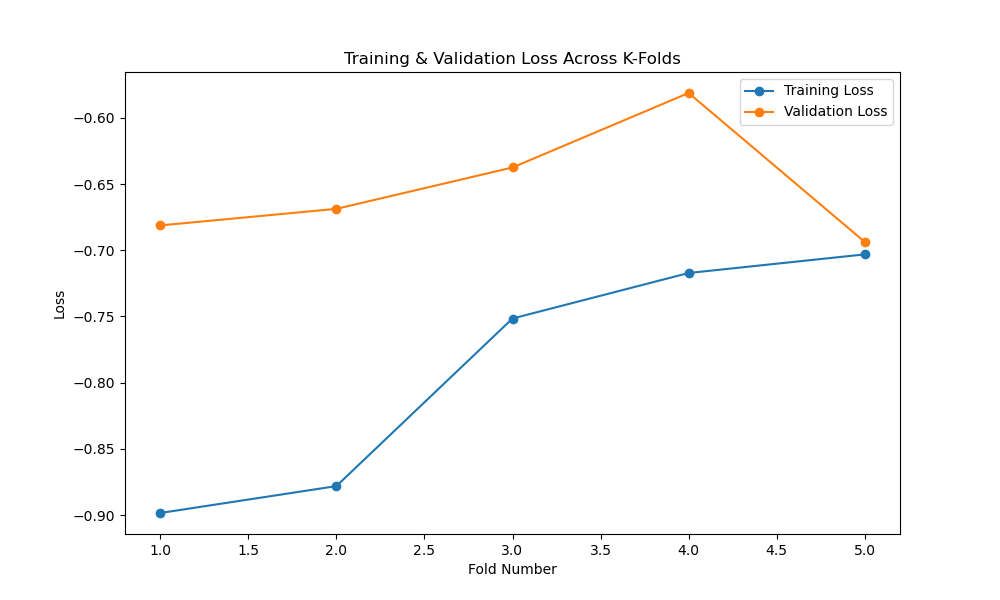 Training & Validation Loss Across K-Folds
Training Loss
Validation Loss
−0.60
−0.65
−0.70
−0.75
−0.80
−0.85
−0.90
Loss
1.0 1.5 2.0 2.5 3.0 3.5 4.0 4.5 5.0
Fold Number